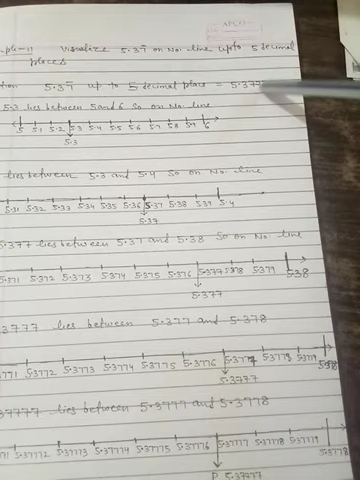 Visualize 5.37̄ on No. line upto 5 decimal
places
5.37̄ up to 5 decimal place = 5.3777
5.3 lies between 5 and 6 So on No. line
5 5.1 5.2 5.3 5.4 5.5 5.6 5.7 5.8 5.9 6
5.3
lies between 5.3 and 5.4 So on No. line
5.31 5.32 5.33 5.34 5.35 5.36 5.37 5.38 5.39 5.4
5.37
5.377 lies between 5.37 and 5.38 So on No. line
5.371 5.372 5.373 5.374 5.375 5.376 5.377 5.378 5.379 5.38
5.377
3777 lies between 5.377 and 5.378
3771 5.3772 5.3773 5.3774 5.3775 5.3776 5.3777 5.3778 5.3779
5.3777
37777 lies between 5.3777 and 5.3778
71 5.37772 5.37773 5.37774 5.37775 5.37776 5.37777 5.37778 5.37779 5.3778
P 5.37777